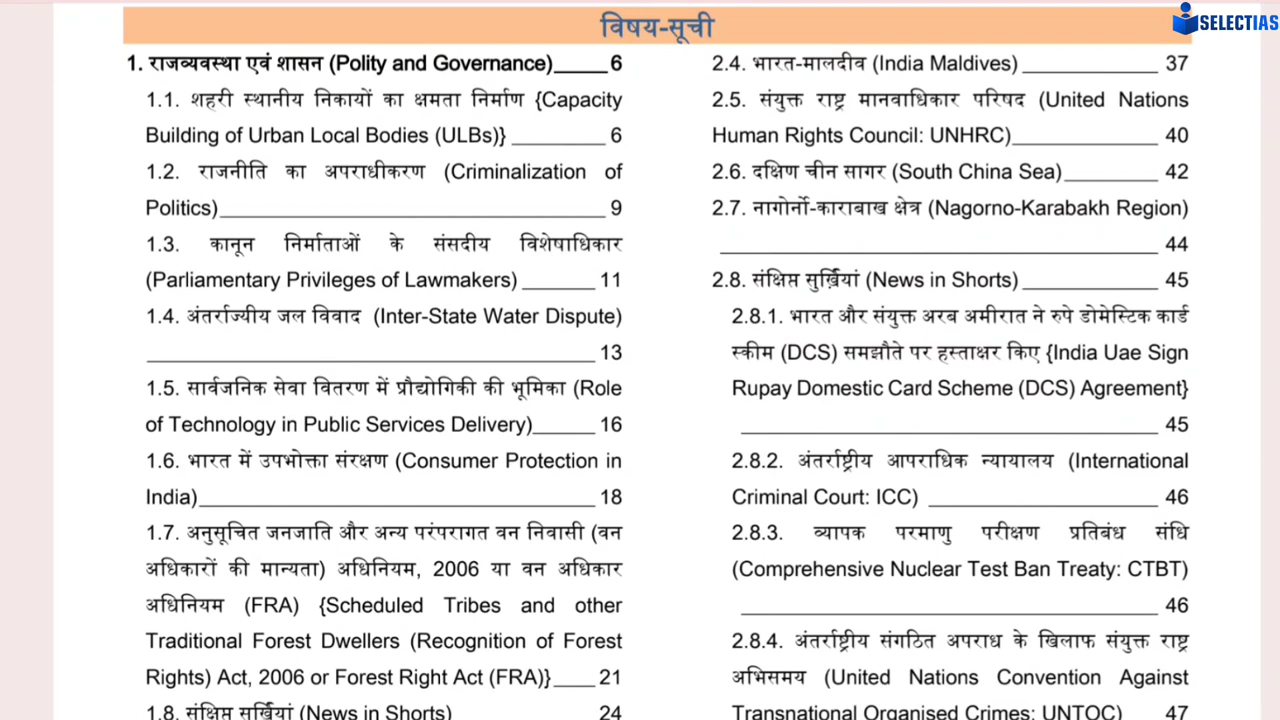 विषय-सूची
SELECTIAS
1. राजव्यवस्था एवं शासन (Polity and Governance)_____6
1.1. शहरी स्थानीय निकायों का क्षमता निर्माण {Capacity
Building of Urban Local Bodies (ULBs)} _________ 6
1.2. राजनीति का अपराधीकरण (Criminalization of
Politics)_____________________________________ 9
1.3. कानून निर्माताओं के संसदीय विशेषाधिकार
(Parliamentary Privileges of Lawmakers) _______ 11
1.4. अंतर्राज्यीय जल विवाद (Inter-State Water Dispute)
___________________________________________ 13
1.5. सार्वजनिक सेवा वितरण में प्रौद्योगिकी की भूमिका (Role
of Technology in Public Services Delivery)______ 16
1.6. भारत में उपभोक्ता संरक्षण (Consumer Protection in
India)______________________________________ 18
1.7. अनुसूचित जनजाति और अन्य परंपरागत वन निवासी (वन
अधिकारों की मान्यता) अधिनियम, 2006 या वन अधिकार
अधिनियम (FRA) {Scheduled Tribes and other
Traditional Forest Dwellers (Recognition of Forest
Rights) Act, 2006 or Forest Right Act (FRA)}____ 21
1.8. संक्षिप्त सुर्ख़ियां (News in Shorts) 24
2.4. भारत-मालदीव (India Maldives) _____________ 37
2.5. संयुक्त राष्ट्र मानवाधिकार परिषद (United Nations
Human Rights Council: UNHRC)______________ 40
2.6. दक्षिण चीन सागर (South China Sea)_________ 42
2.7. नागोर्नो-काराबाख क्षेत्र (Nagorno-Karabakh Region)
__________________________________________ 44
2.8. संक्षिप्त सुर्ख़ियां (News in Shorts)_____________ 45
2.8.1. भारत और संयुक्त अरब अमीरात ने रुपे डोमेस्टिक कार्ड
स्कीम (DCS) समझौते पर हस्ताक्षर किए {India Uae Sign
Rupay Domestic Card Scheme (DCS) Agreement}
________________________________________ 45
2.8.2. अंतर्राष्ट्रीय आपराधिक न्यायालय (International
Criminal Court: ICC) ______________________ 46
2.8.3. व्यापक परमाणु परीक्षण प्रतिबंध संधि
(Comprehensive Nuclear Test Ban Treaty: CTBT)
________________________________________ 46
2.8.4. अंतर्राष्ट्रीय संगठित अपराध के खिलाफ संयुक्त राष्ट्र
अभिसमय (United Nations Convention Against
Transnational Organised Crimes: UNTOC) 47